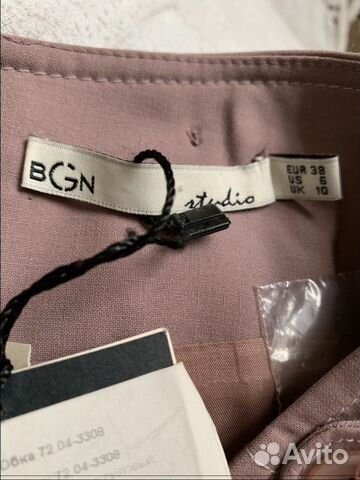 BGN
studio
EUR 38
US 6
UK 10
Юбка 72 04-3308
72 04-3308
Avito